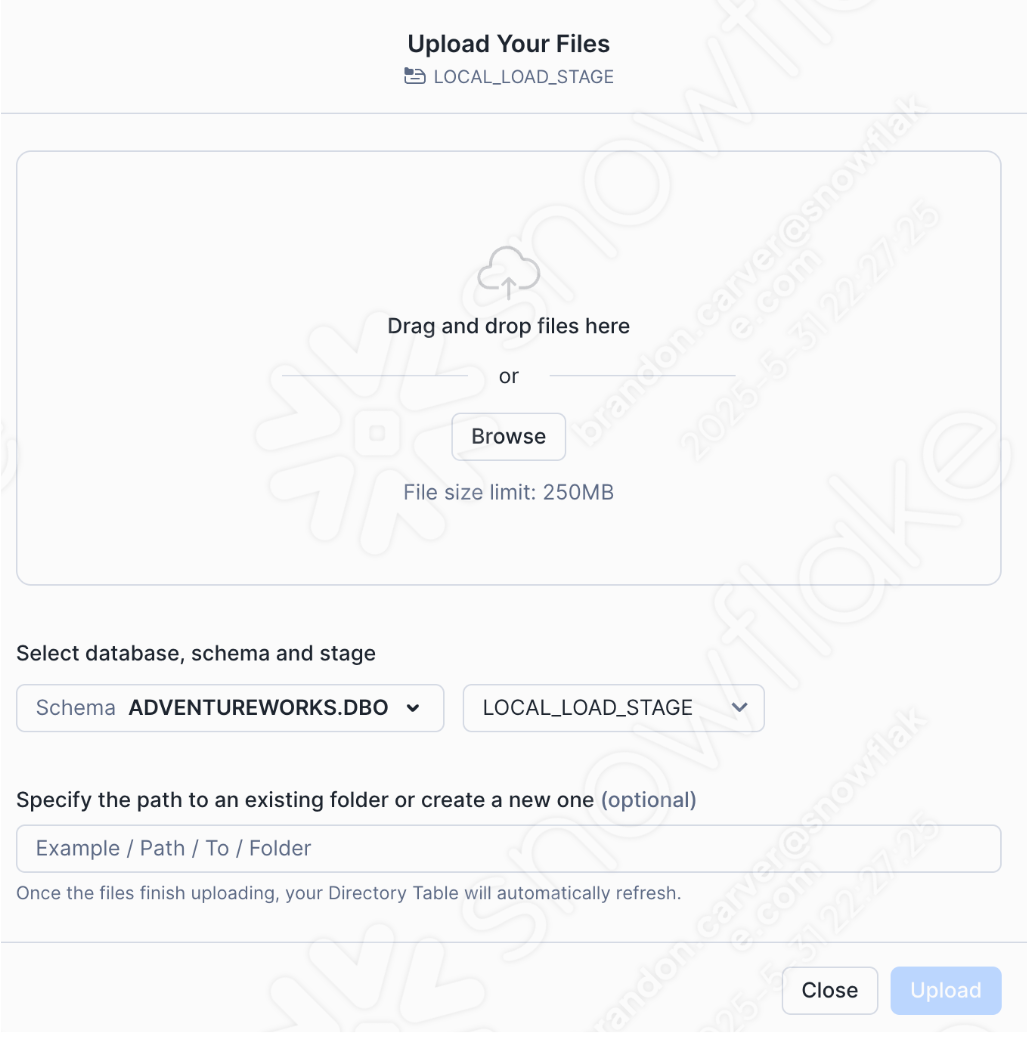 Upload Your Files
LOCAL_LOAD_STAGE
Drag and drop files here
or
Browse
File size limit: 250MB
Select database, schema and stage
Schema ADVENTUREWORKS.DBO
LOCAL_LOAD_STAGE
Specify the path to an existing folder or create a new one (optional)
Example / Path / To / Folder
Once the files finish uploading, your Directory Table will automatically refresh.
Close
Upload
snowflake
brandon.carver@snowflak
e.com
2025-5-31 22:27:25
snowflake
brandon.carver@snowflak
e.com
2025-5-31 22:27:25